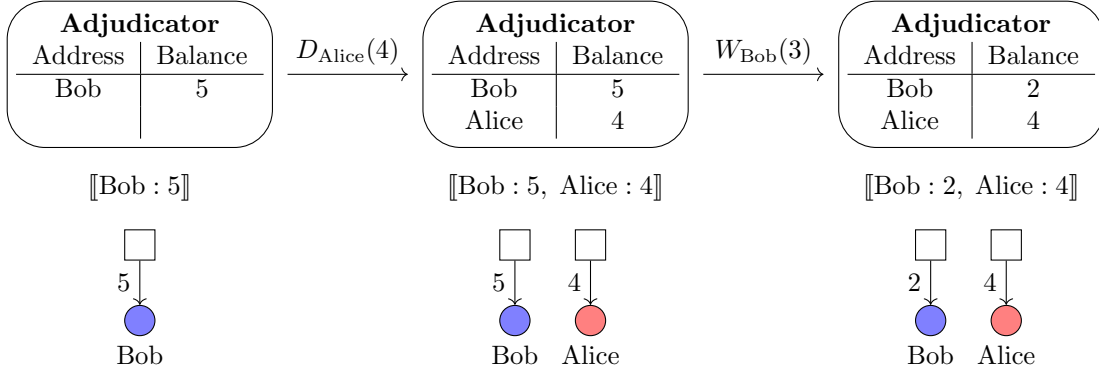 Adjudicator
Address Balance
Bob 5
D_Alice(4)
Adjudicator
Address Balance
Bob 5
Alice 4
W_Bob(3)
Adjudicator
Address Balance
Bob 2
Alice 4
⟦Bob : 5⟧
⟦Bob : 5, Alice : 4⟧
⟦Bob : 2, Alice : 4⟧
5
Bob
5 4
Bob Alice
2 4
Bob Alice